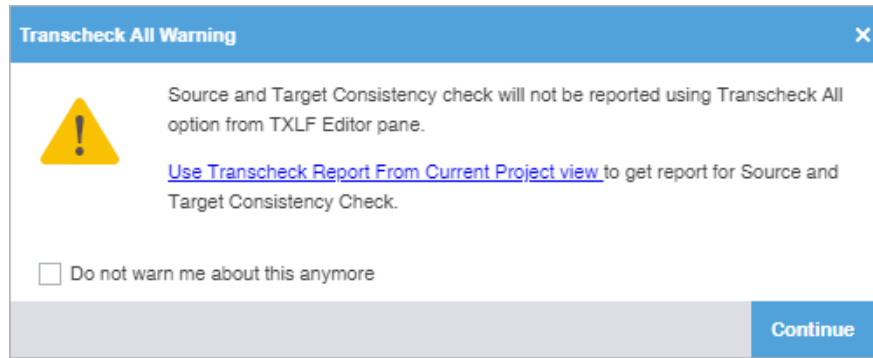 Transcheck All Warning
Source and Target Consistency check will not be reported using Transcheck All
option from TXLF Editor pane.
Use Transcheck Report From Current Project view to get report for Source and
Target Consistency Check.
Do not warn me about this anymore
Continue